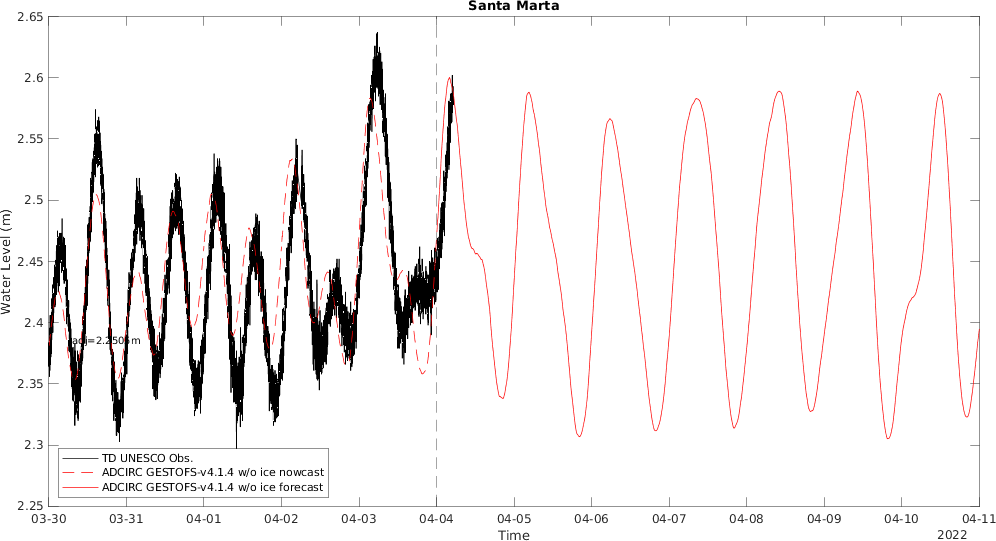 Santa Marta
Water Level (m)
2.65
2.6
2.55
2.5
2.45
2.4
2.35
2.3
2.25
adj=2.2505m
TD UNESCO Obs.
ADCIRC GESTOFS-v4.1.4 w/o ice nowcast
ADCIRC GESTOFS-v4.1.4 w/o ice forecast
03-30 03-31 04-01 04-02 04-03 04-04 04-05 04-06 04-07 04-08 04-09 04-10 04-11
Time
2022